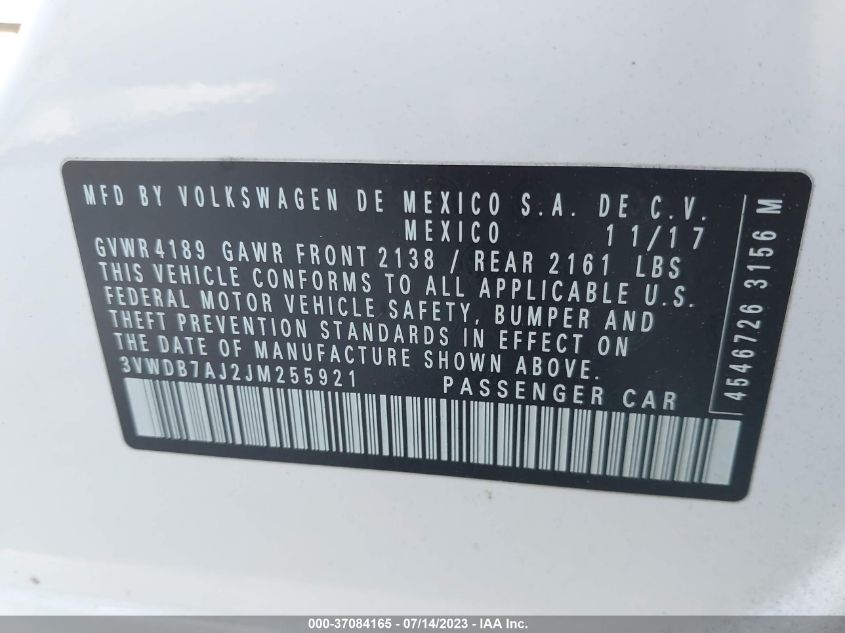 MFD BY VOLKSWAGEN DE MEXICO S.A. DE C.V.
MEXICO 11/17
GVWR 4189 GAWR FRONT 2138 / REAR 2161 LBS
THIS VEHICLE CONFORMS TO ALL APPLICABLE U.S.
FEDERAL MOTOR VEHICLE SAFETY, BUMPER AND
THEFT PREVENTION STANDARDS IN EFFECT ON
THE DATE OF MANUFACTURE SHOWN ABOVE.
3VWDB7AJ2JM255921 PASSENGER CAR
4546726 3156 M
000-37084165 - 07/14/2023 - IAA Inc.